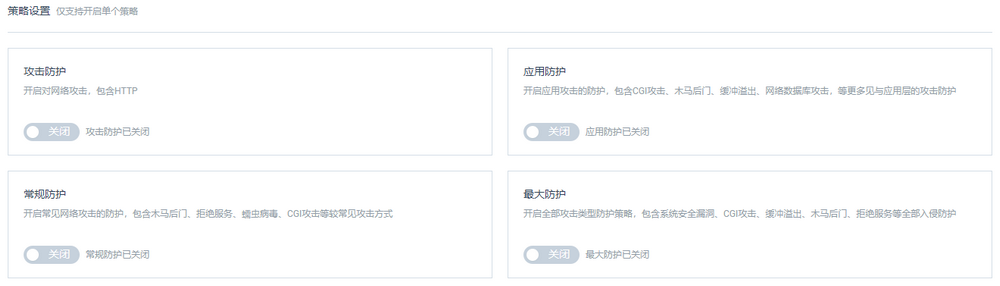 策略设置 仅支持开启单个策略
攻击防护
开启对网络攻击，包含HTTP
关闭 攻击防护已关闭
应用防护
开启应用攻击的防护，包含CGI攻击、木马后门、缓冲溢出、网络数据库攻击，等更多见与应用层的攻击防护
关闭 应用防护已关闭
常规防护
开启常见网络攻击的防护，包含木马后门、拒绝服务、蠕虫病毒、CGI攻击等较常见攻击方式
关闭 常规防护已关闭
最大防护
开启全部攻击类型防护策略，包含系统安全漏洞、CGI攻击、缓冲溢出、木马后门、拒绝服务等全部入侵防护
关闭 最大防护已关闭